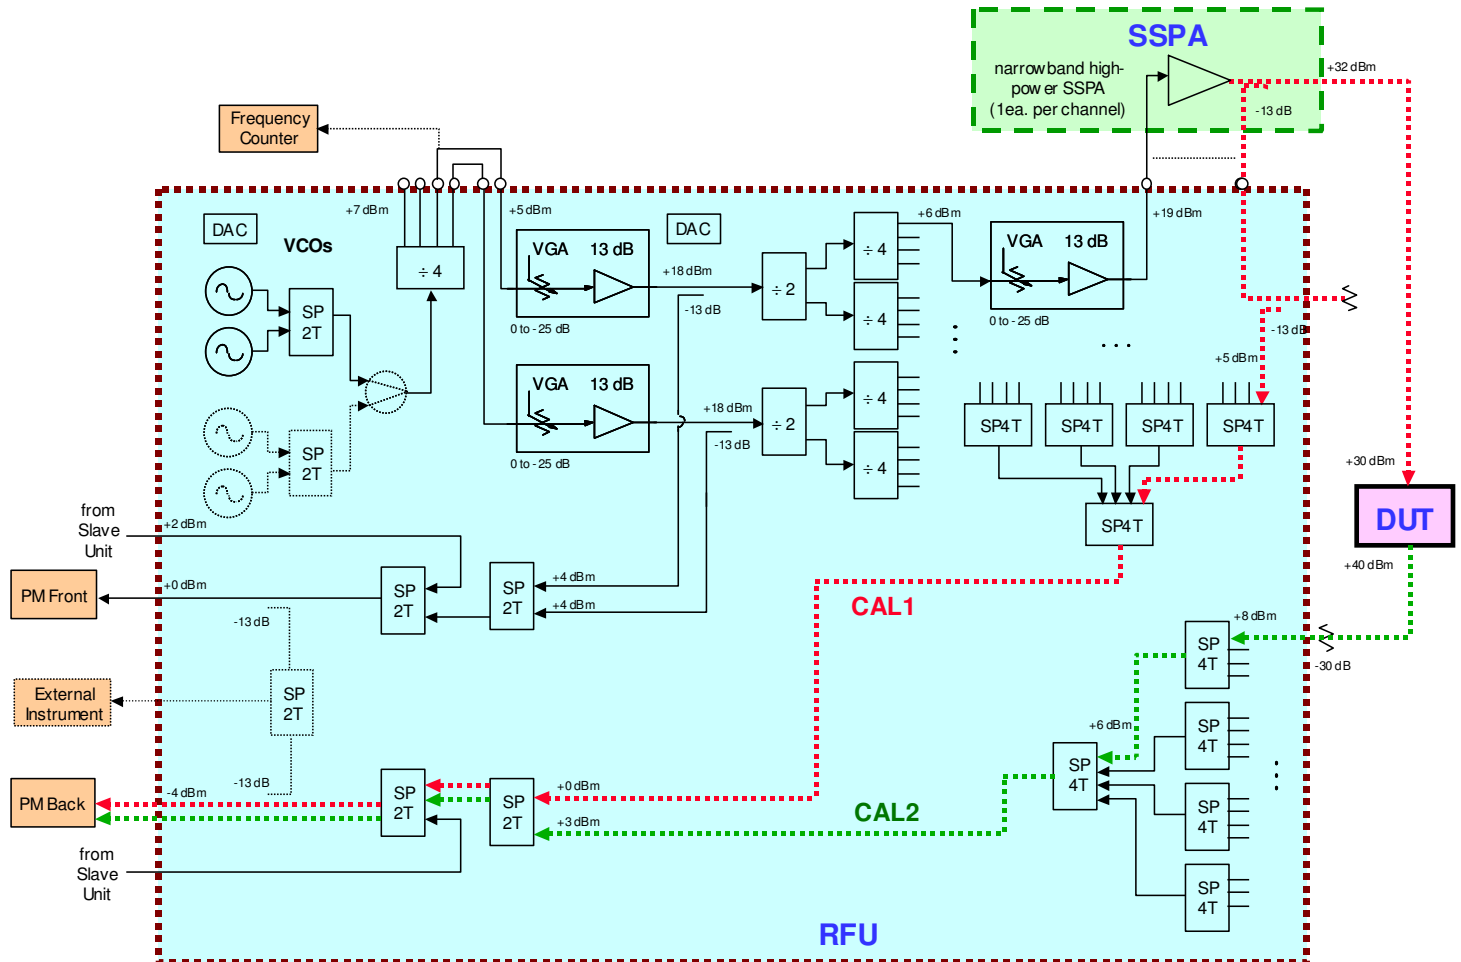 SSPA
narrowband high-
power SSPA
(1ea. per channel)
+32 dBm
-13 dB
Frequency
Counter
+7 dBm
+5 dBm
+6 dBm
+19 dBm
DAC
VCOs
DAC
÷ 4
VGA 13 dB
+18 dBm
-13 dB
0 to - 25 dB
÷ 2
÷ 4
÷ 4
VGA 13 dB
0 to - 25 dB
. . .
SP
2T
-13 dB
+5 dBm
VGA 13 dB
+18 dBm
-13 dB
0 to - 25 dB
÷ 2
÷ 4
÷ 4
SP4T
SP4T
SP4T
SP4T
SP
2T
+30 dBm
DUT
+40 dBm
SP4T
from
Slave
Unit
+2 dBm
PM Front
+0 dBm
SP
2T
SP
2T
+4 dBm
+4 dBm
CAL1
-13 dB
+8 dBm
SP
4T
-30 dB
External
Instrument
SP
2T
+6 dBm
SP
4T
SP
4T
-13 dB
PM Back
-4 dBm
SP
2T
SP
2T
+0 dBm
+3 dBm
CAL2
SP
4T
from
Slave
Unit
SP
4T
RFU